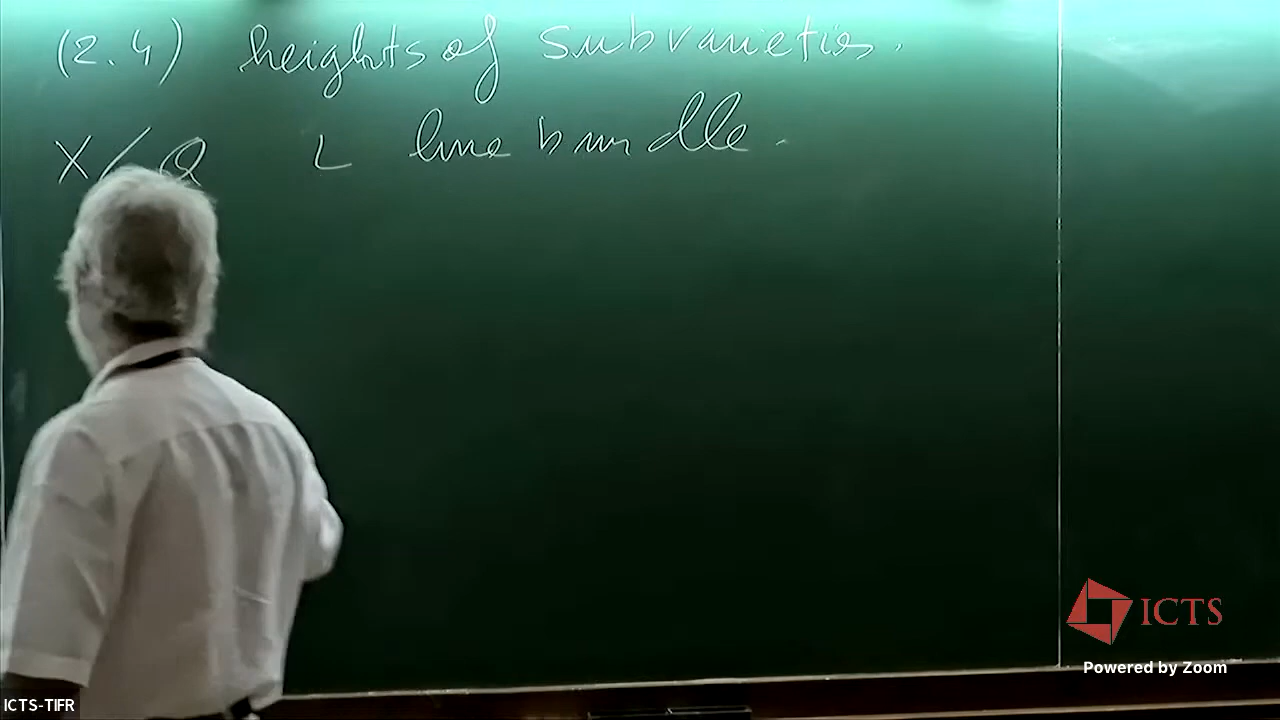 (2.4) heights of subvarieties.
X/Q L line bundle.
ICTS
Powered by Zoom
ICTS-TIFR